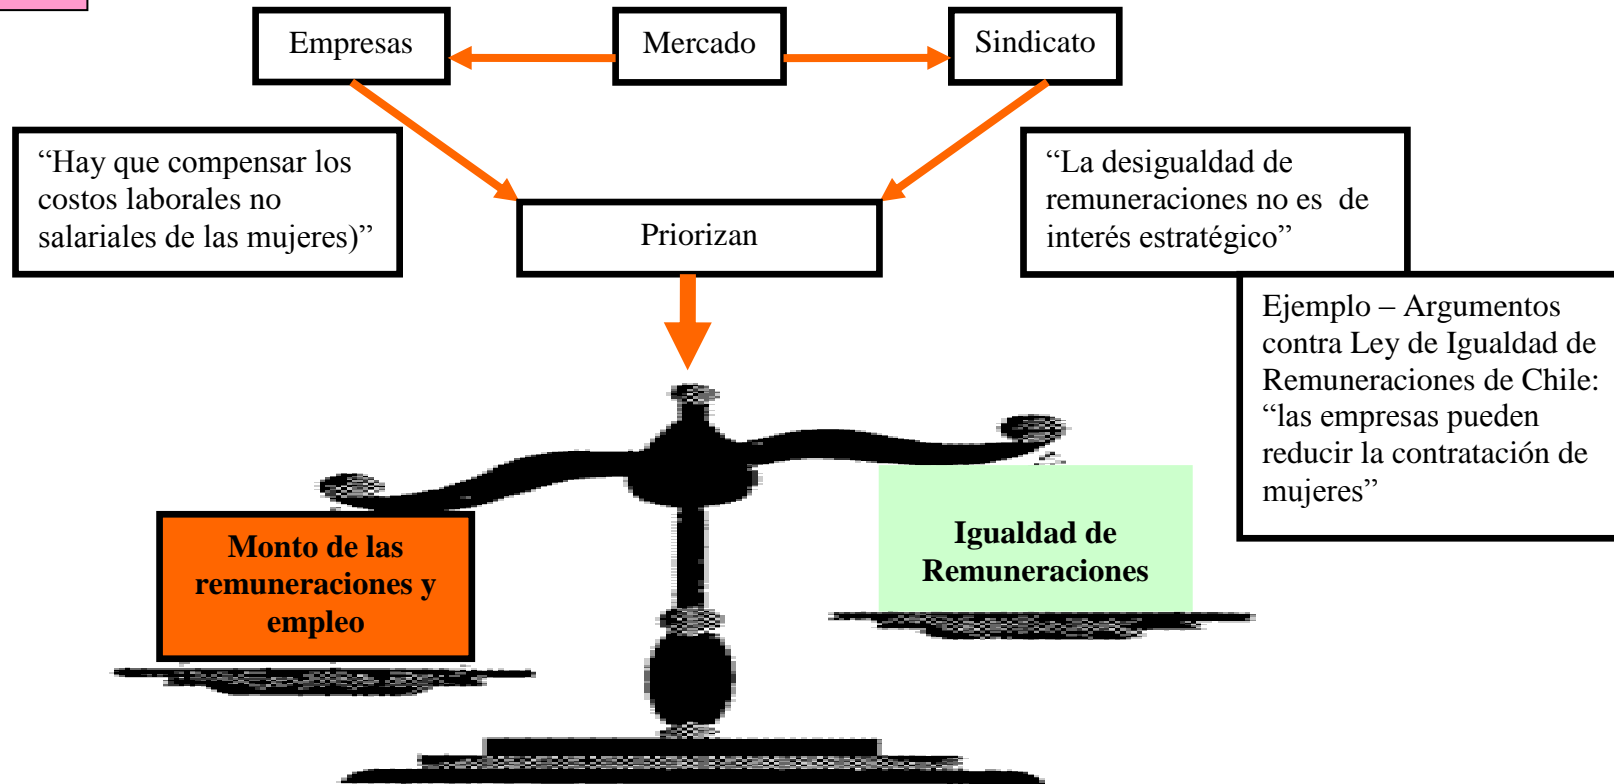 Empresas
Mercado
Sindicato
“Hay que compensar los
costos laborales no
salariales de las mujeres)”
“La desigualdad de
remuneraciones no es  de
interés estratégico”
Priorizan
Ejemplo – Argumentos
contra Ley de Igualdad de
Remuneraciones de Chile:
“las empresas pueden
reducir la contratación de
mujeres”
Monto de las
remuneraciones y
empleo
Igualdad de
Remuneraciones